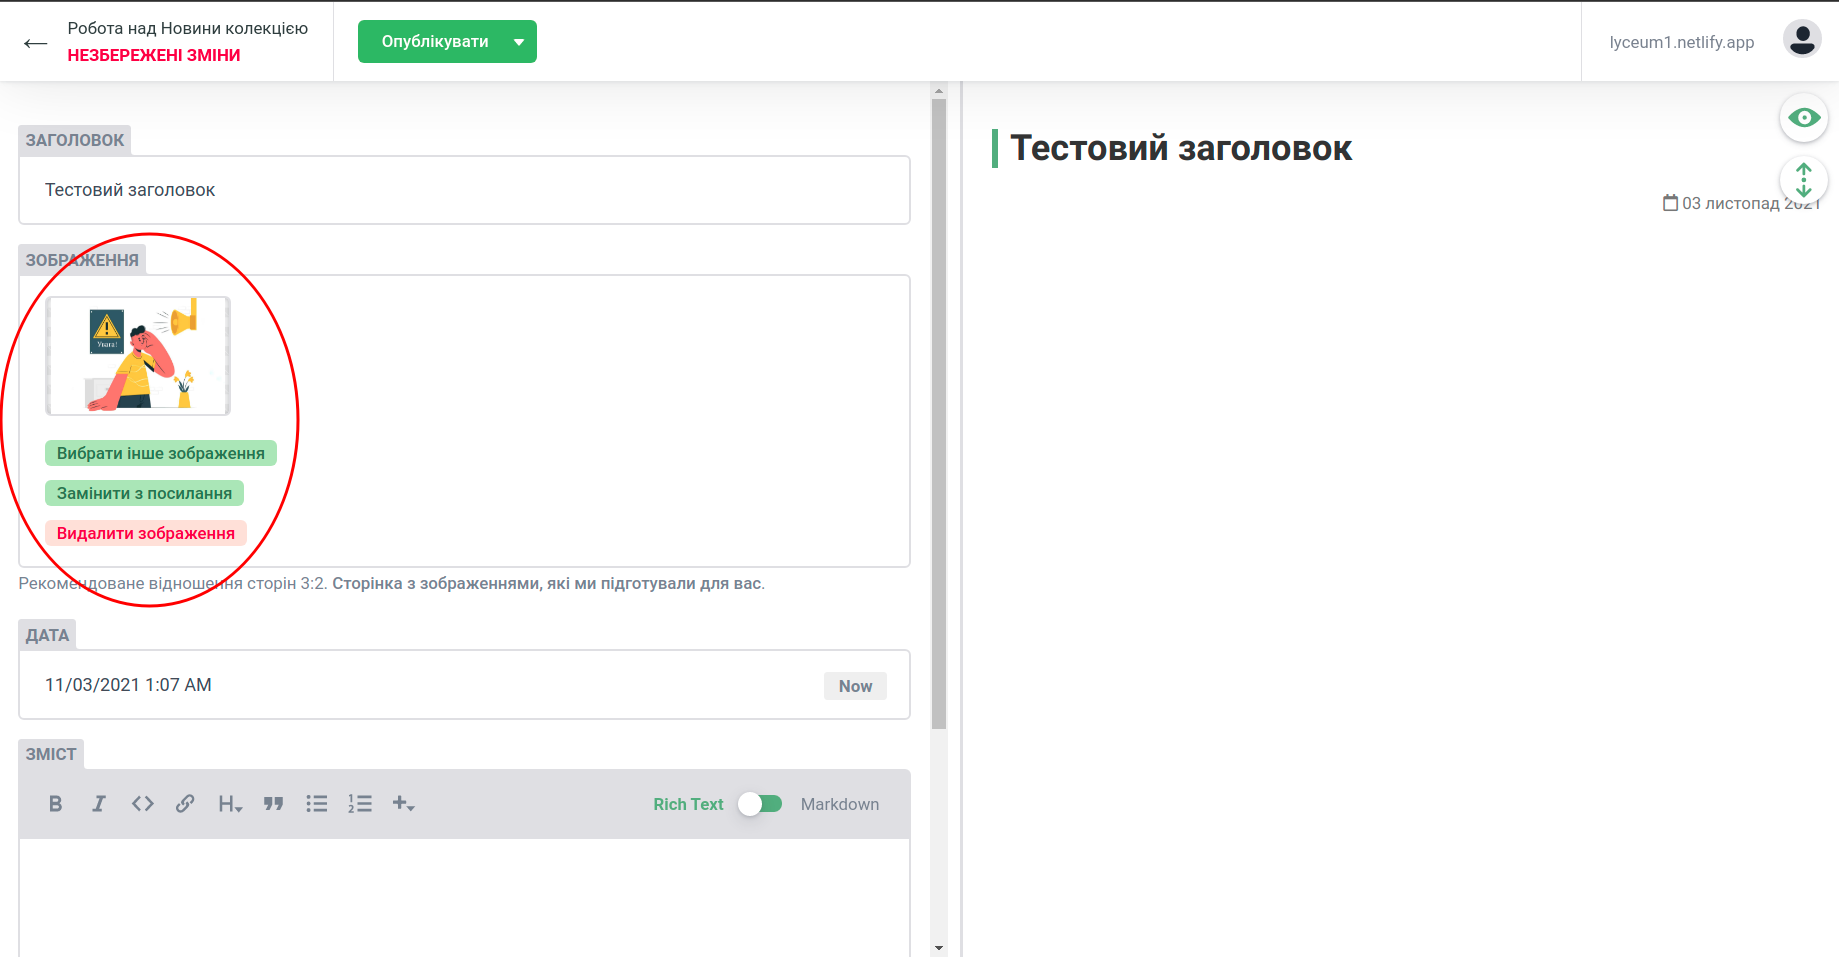 Робота над Новини колекцією
НЕЗБЕРЕЖЕНІ ЗМІНИ
Опублікувати
lyceum1.netlify.app
ЗАГОЛОВОК
Тестовий заголовок
ЗОБРАЖЕННЯ
Увага!
Вибрати інше зображення
Замінити з посилання
Видалити зображення
Рекомендоване відношення сторін 3:2. Сторінка з зображеннями, які ми підготували для вас.
ДАТА
11/03/2021 1:07 AM
Now
ЗМІСТ
Rich Text
Markdown
Тестовий заголовок
03 листопад 2021